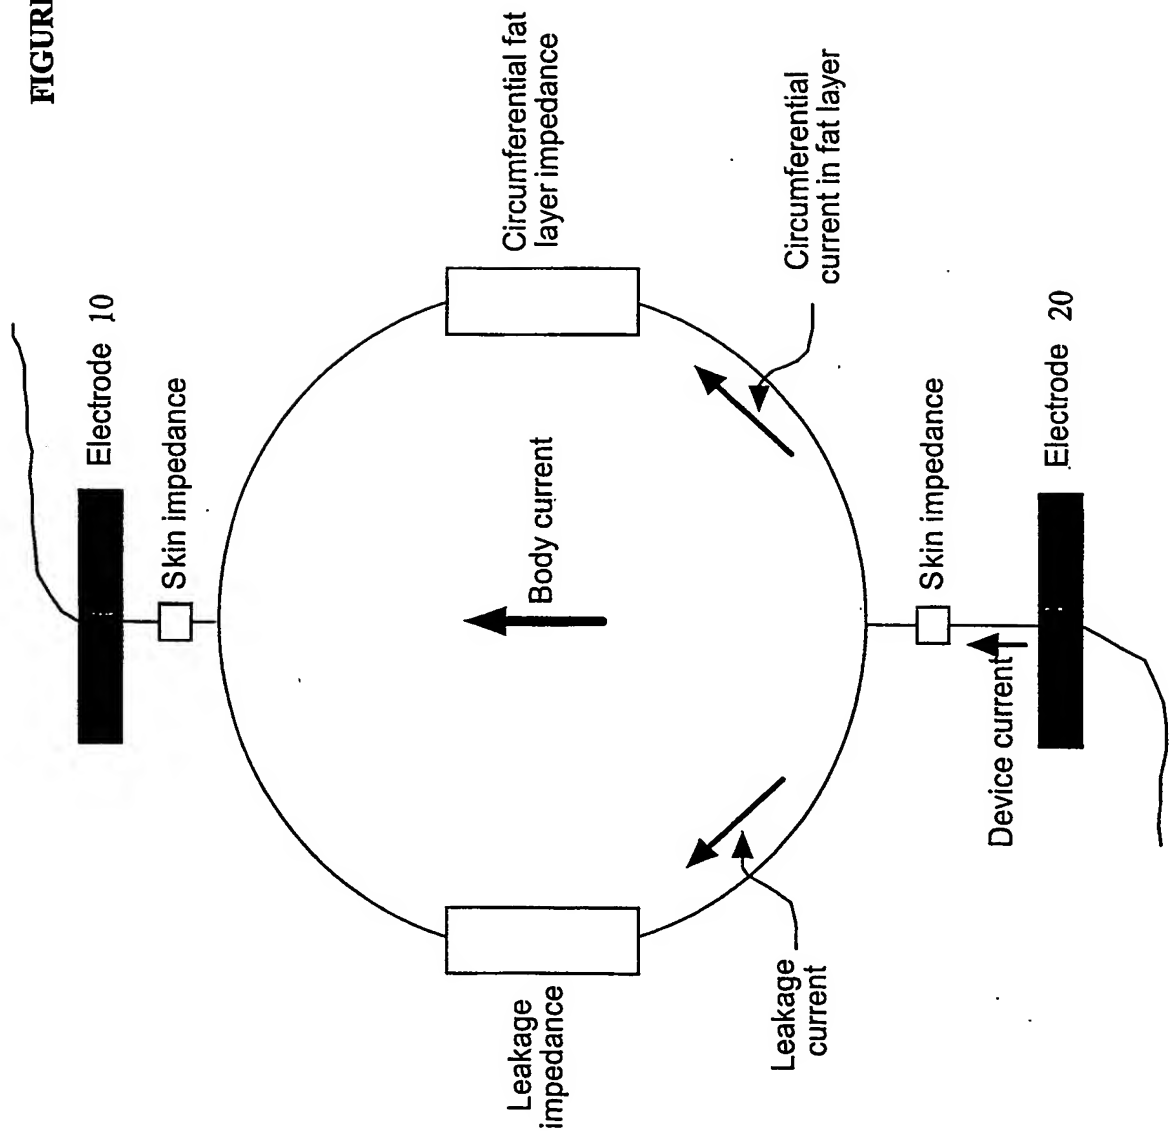 FIGURE
Electrode 10
Skin impedance
Circumferential fat
layer impedance
Body current
Circumferential
current in fat layer
Leakage
impedance
Leakage
current
Skin impedance
Device current
Electrode 20